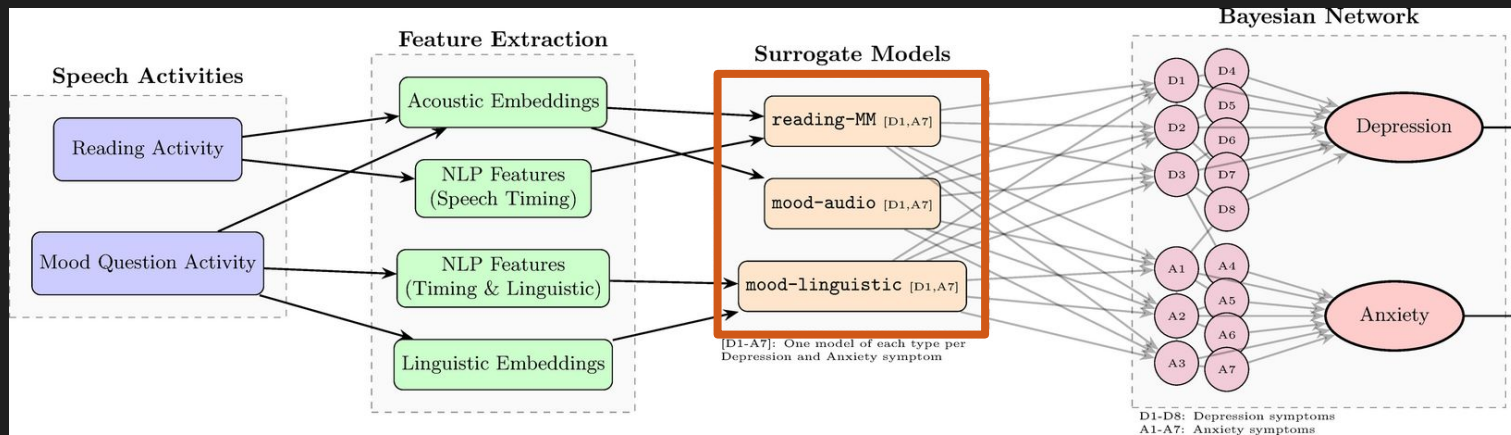 Speech Activities
Reading Activity
Mood Question Activity
Feature Extraction
Acoustic Embeddings
NLP Features
(Speech Timing)
NLP Features
(Timing & Linguistic)
Linguistic Embeddings
Surrogate Models
reading-MM [D1,A7]
mood-audio [D1,A7]
mood-linguistic [D1,A7]
[D1-A7]: One model of each type per
Depression and Anxiety symptom
Bayesian Network
D1
D2
D3
D4
D5
D6
D7
D8
A1
A2
A3
A4
A5
A6
A7
Depression
Anxiety
D1-D8: Depression symptoms
A1-A7: Anxiety symptoms